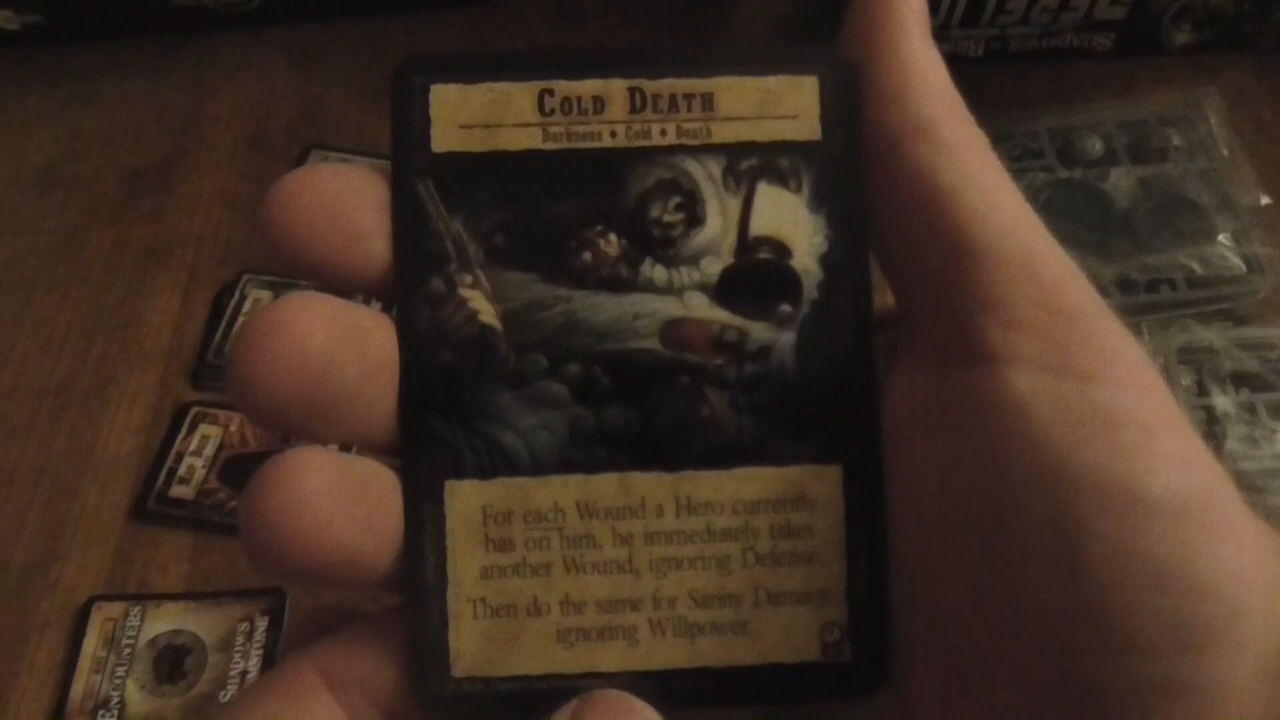 COLD DEATH
Darkness ♦ Cold ♦ Death
For each Wound a Hero currently
has on him, he immediately takes
another Wound, ignoring Defense.
Then do the same for Sanity Damage,
ignoring Willpower.
ENCOUNTERS
SHADOWS